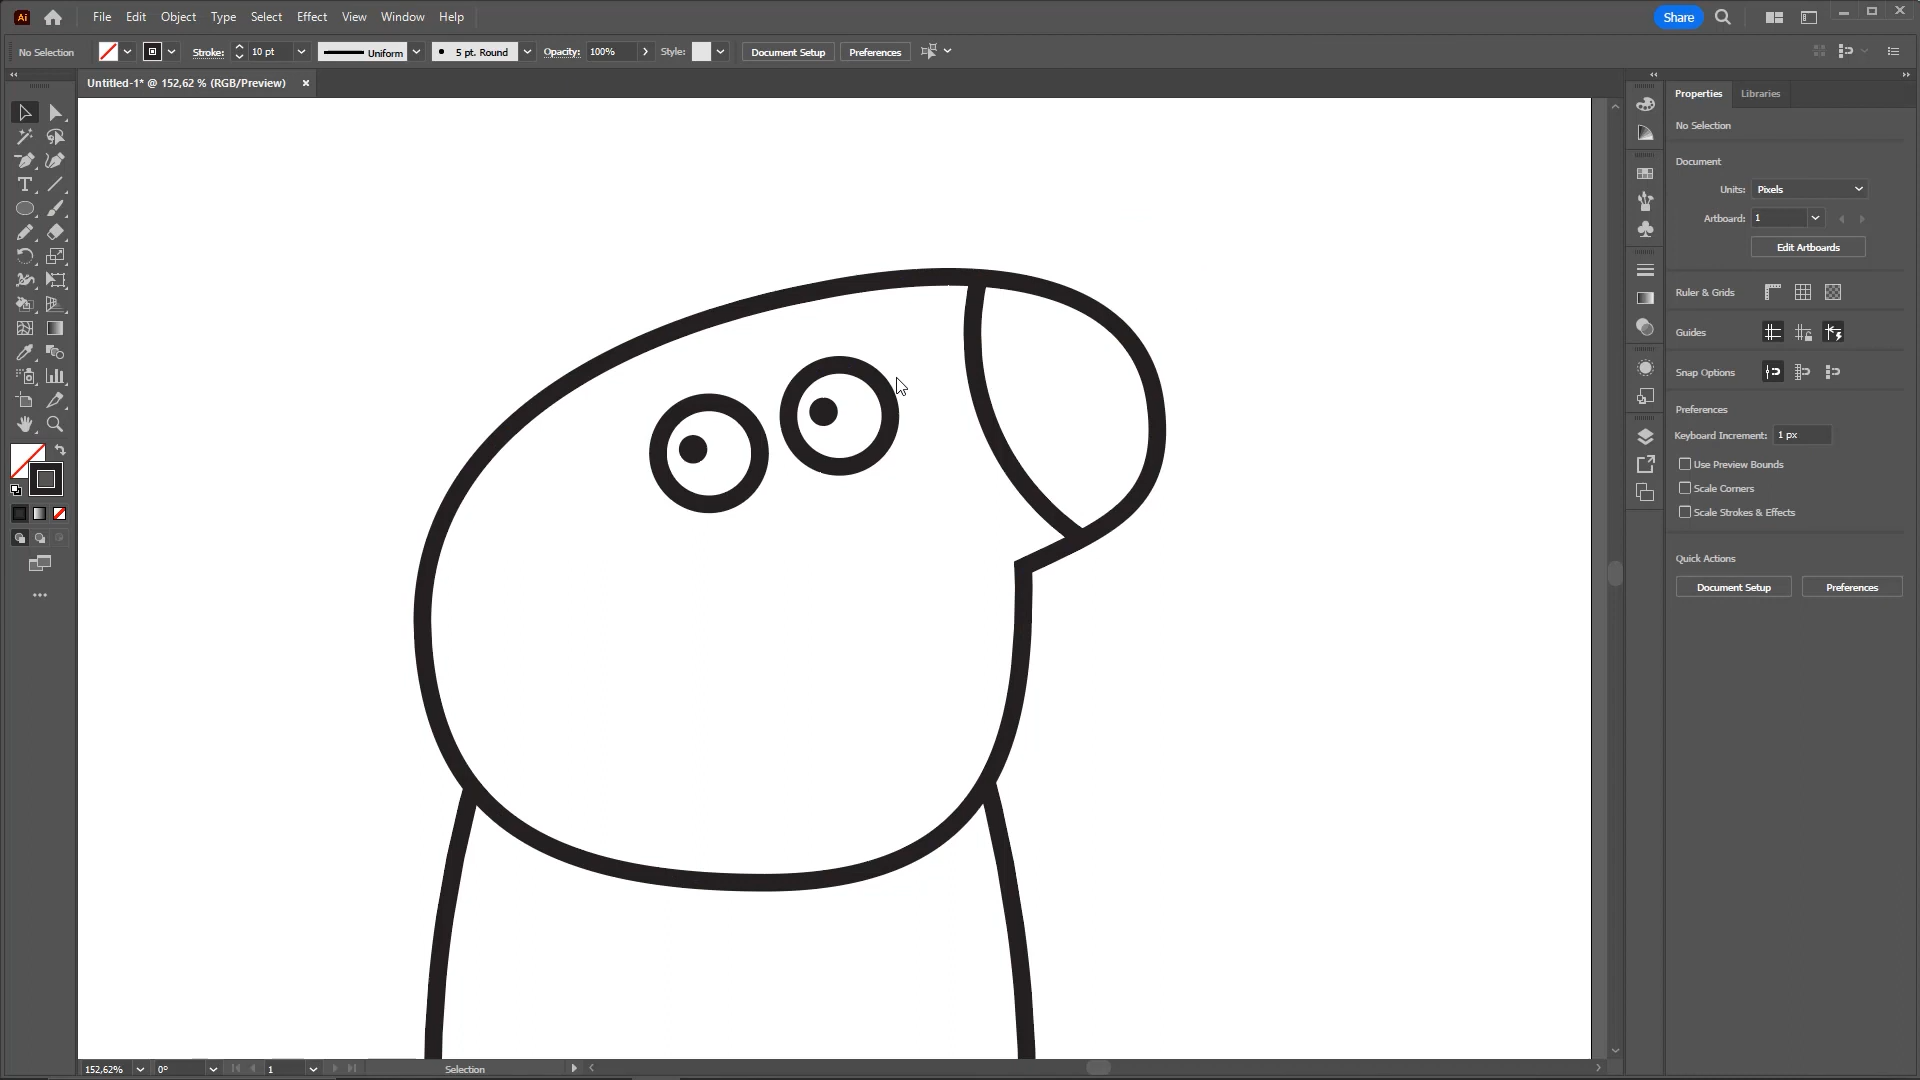 Ai File Edit Object Type Select Effect View Window Help Share
No Selection Stroke: 10 pt Uniform 5 pt. Round Opacity: 100% Style: Document Setup Preferences
Untitled-1* @ 152,62 % (RGB/Preview) ×
Properties Libraries
No Selection
Document
Units: Pixels
Artboard: 1
Edit Artboards
Ruler & Grids
Guides
Snap Options
Preferences
Keyboard Increment: 1 px
Use Preview Bounds
Scale Corners
Scale Strokes & Effects
Quick Actions
Document Setup Preferences
152,62% 0° 1 Selection